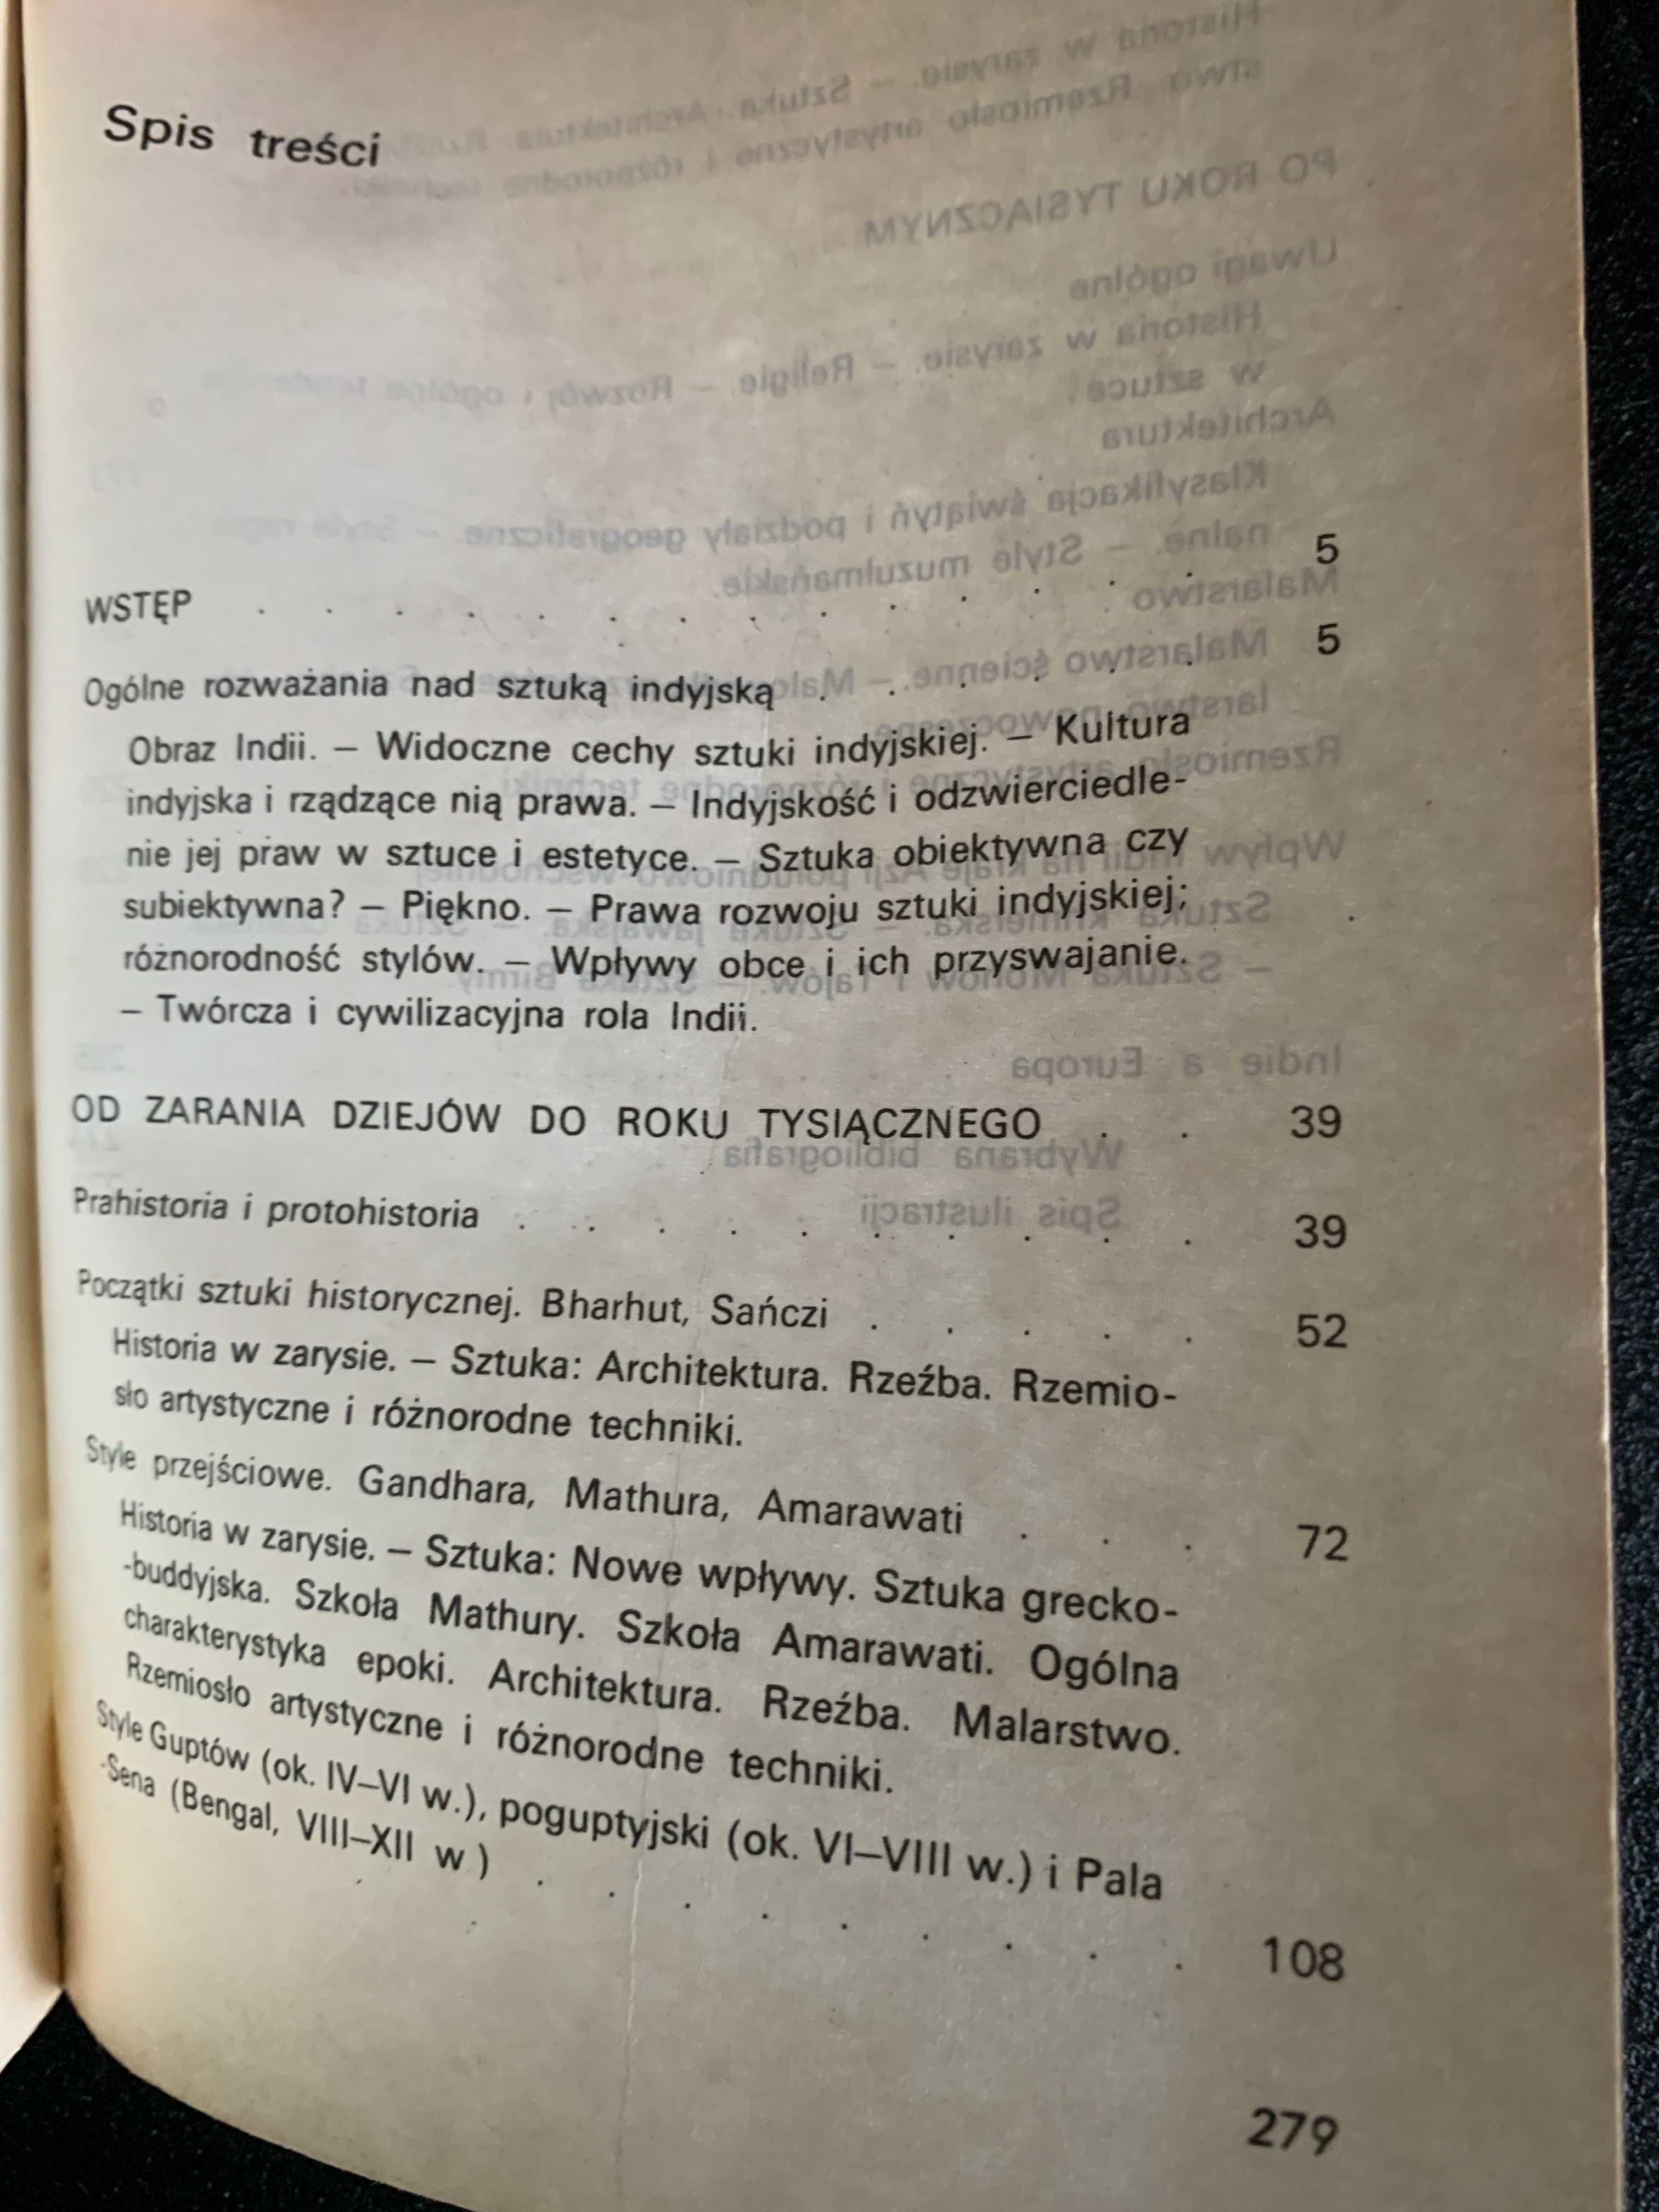 Spis treści
WSTĘP . . . . . . . . . . . . . . 5
Ogólne rozważania nad sztuką indyjską . . . . . . 5
Obraz Indii. – Widoczne cechy sztuki indyjskiej. – Kultura
indyjska i rządzące nią prawa. – Indyjskość i odzwierciedle-
nie jej praw w sztuce i estetyce. – Sztuka obiektywna czy
subiektywna? – Piękno. – Prawa rozwoju sztuki indyjskiej;
różnorodność stylów. – Wpływy obce i ich przyswajanie.
– Twórcza i cywilizacyjna rola Indii.
OD ZARANIA DZIEJÓW DO ROKU TYSIĄCZNEGO . . 39
Prahistoria i protohistoria . . . . . . . . . . 39
Początki sztuki historycznej. Bharhut, Sańczi . . . . . 52
Historia w zarysie. – Sztuka: Architektura. Rzeźba. Rzemio-
sło artystyczne i różnorodne techniki.
Style przejściowe. Gandhara, Mathura, Amarawati . . . 72
Historia w zarysie. – Sztuka: Nowe wpływy. Sztuka grecko-
-buddyjska. Szkoła Mathury. Szkoła Amarawati. Ogólna
charakterystyka epoki. Architektura. Rzeźba. Malarstwo.
Rzemiosło artystyczne i różnorodne techniki.
Style Guptów (ok. IV–VI w.), poguptyjski (ok. VI–VIII w.) i Pala
-Sena (Bengal, VIII–XII w ) . . . . . . . . . 108
279